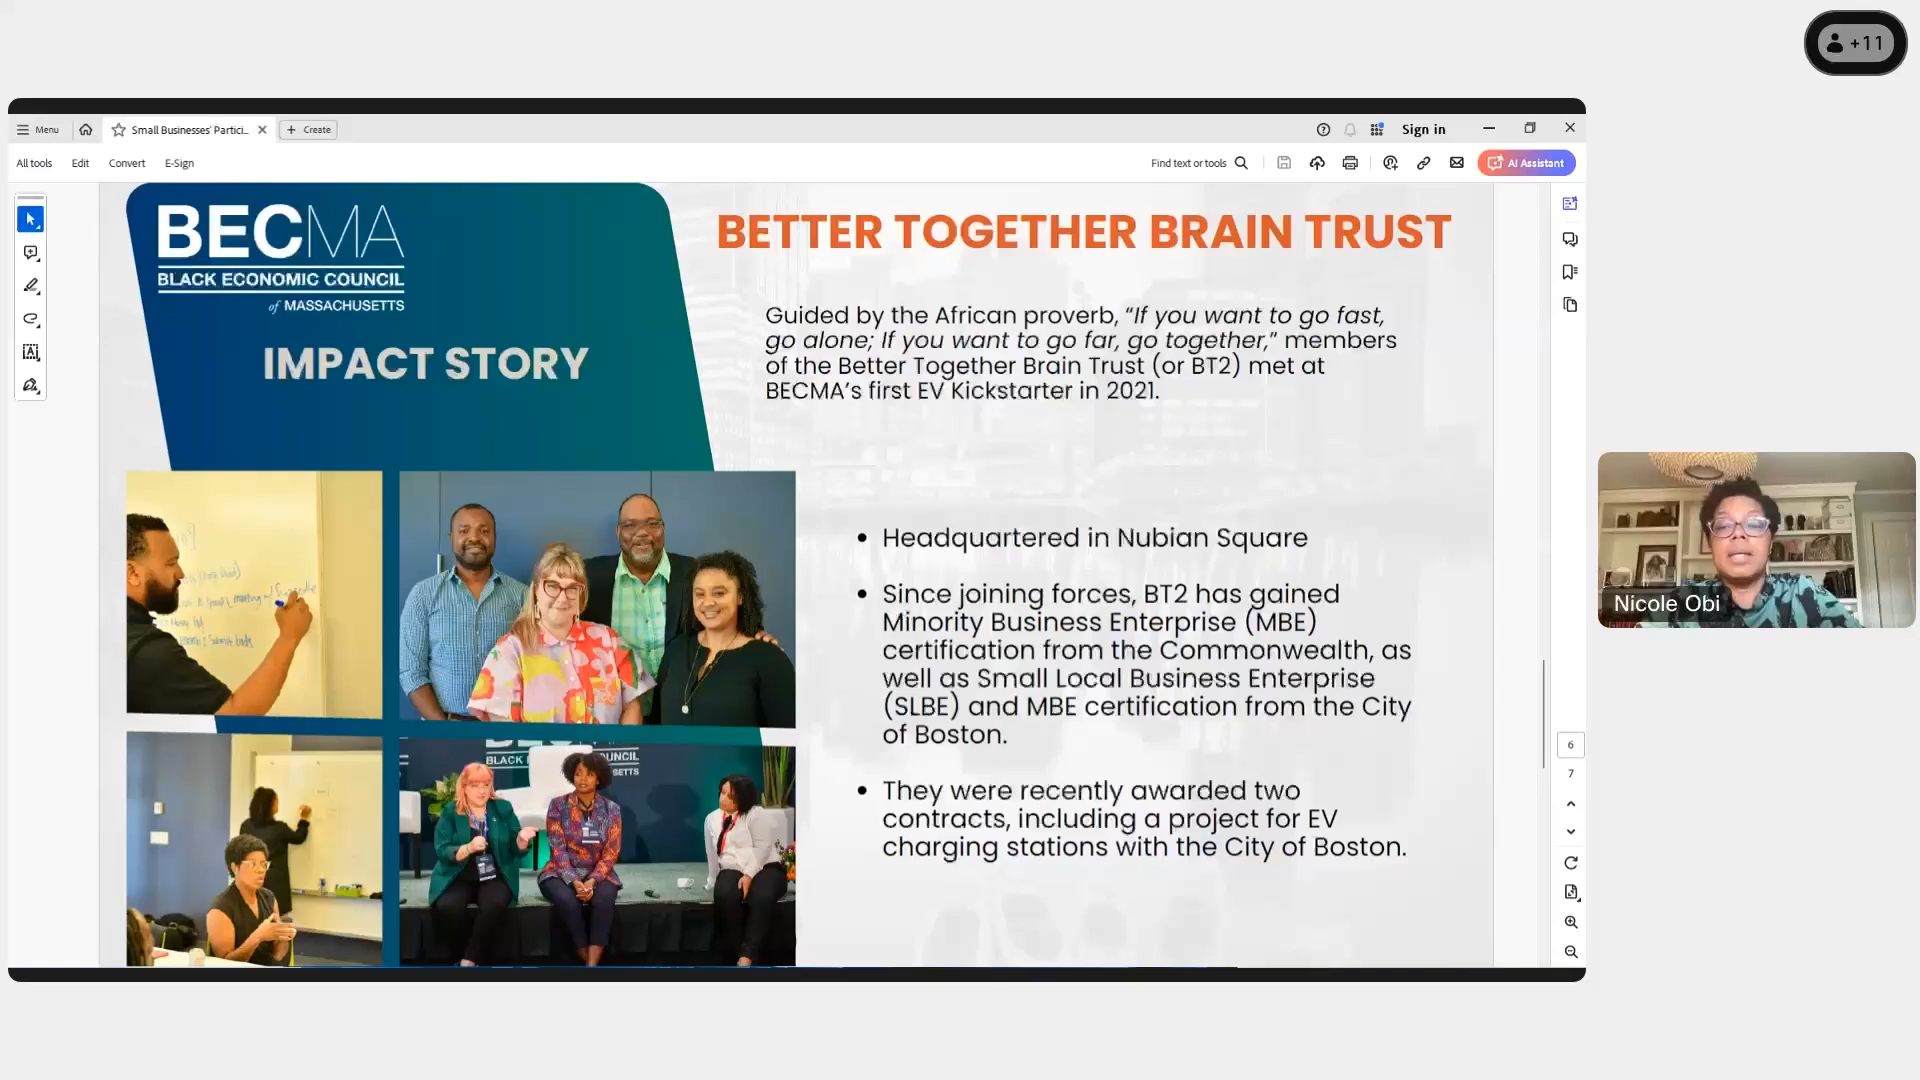 +11
Menu
Small Businesses' Partici...
Create
Sign in
All tools
Edit
Convert
E-Sign
Find text or tools
AI Assistant
BECMA
BLACK ECONOMIC COUNCIL
of MASSACHUSETTS
IMPACT STORY
BETTER TOGETHER BRAIN TRUST
Guided by the African proverb, “If you want to go fast,
go alone; If you want to go far, go together,” members
of the Better Together Brain Trust (or BT2) met at
BECMA’s first EV Kickstarter in 2021.
• Headquartered in Nubian Square
• Since joining forces, BT2 has gained
Minority Business Enterprise (MBE)
certification from the Commonwealth, as
well as Small Local Business Enterprise
(SLBE) and MBE certification from the City
of Boston.
• They were recently awarded two
contracts, including a project for EV
charging stations with the City of Boston.
meeting
BLACK
OUNCIL
SETTS
6
7
Nicole Obi